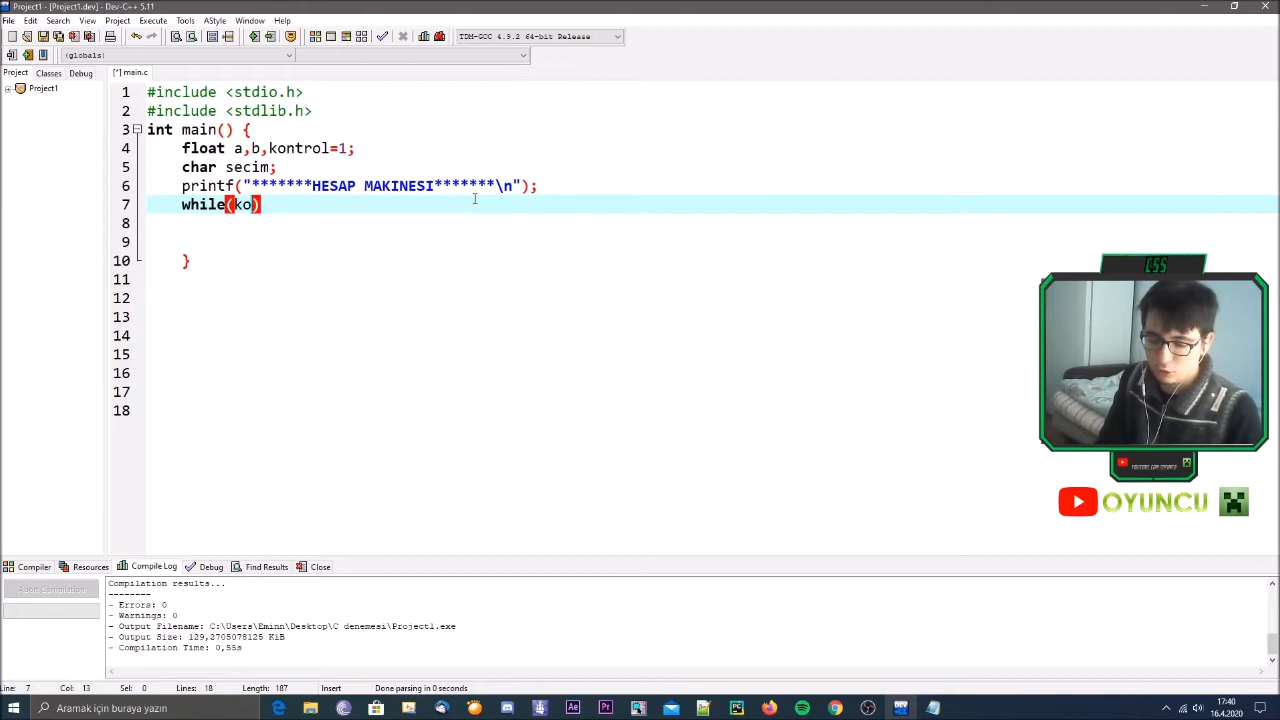 Project1 - [Project1.dev] - Dev-C++ 5.11
File Edit Search View Project Execute Tools AStyle Window Help
TDM-GCC 4.9.2 64-bit Release
(globals)
Project Classes Debug [*] main.c
Project1
1 #include <stdio.h>
2 #include <stdlib.h>
3 int main() {
4 float a,b,kontrol=1;
5 char secim;
6 printf("*******HESAP MAKINESI*******\n");
7 while(ko)
8
9
10 }
11
12
13
14
15
16
17
18
CSS
OYUNCU
Compiler Resources Compile Log Debug Find Results Close
Abort Compilation
Compilation results...
--------
- Errors: 0
- Warnings: 0
- Output Filename: C:\Users\Eminn\Desktop\C denemesi\Project1.exe
- Output Size: 129,2705078125 KiB
- Compilation Time: 0,55s
Line: 7 Col: 13 Sel: 0 Lines: 18 Length: 187 Insert Done parsing in 0 seconds
Aramak için buraya yazın
Ae Pr DEV
17:40
16.4.2020